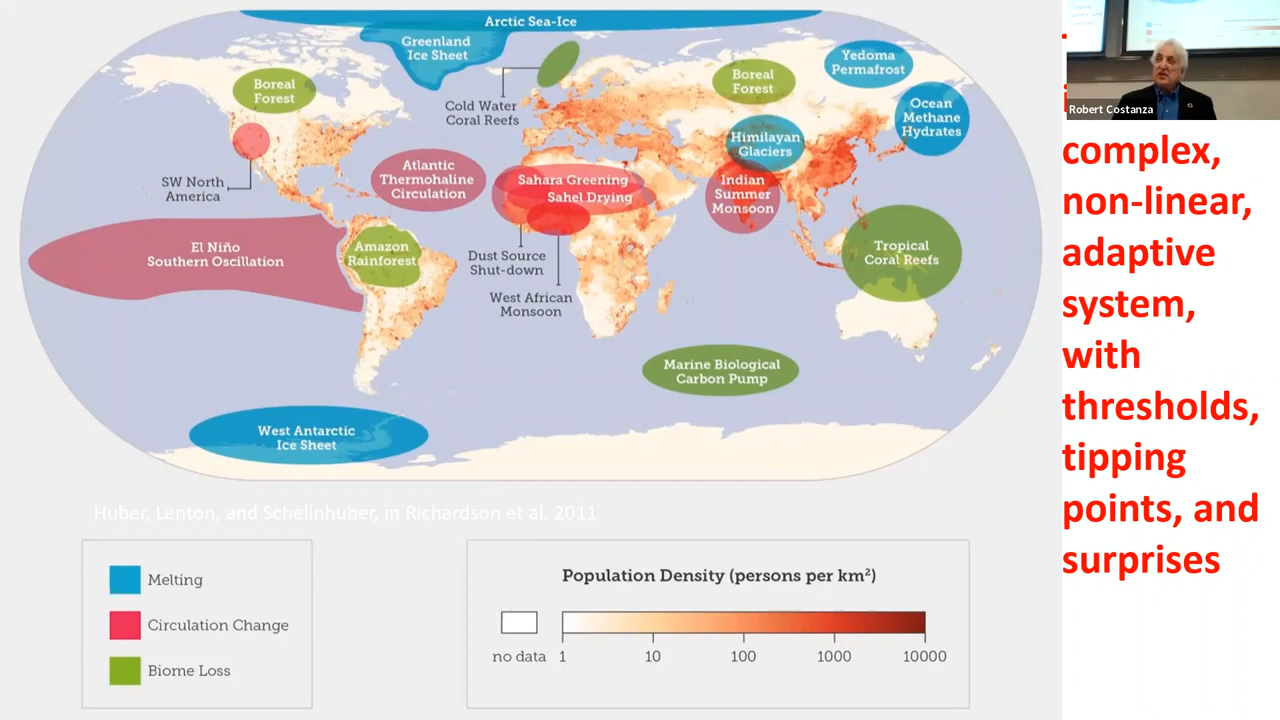 Arctic Sea-Ice
Greenland
Ice Sheet
Yedoma
Permafrost
Boreal
Forest
Boreal
Forest
Cold Water
Coral Reefs
Ocean
Methane
Hydrates
Himilayan
Glaciers
Atlantic
Thermohaline
Circulation
SW North
America
Sahara Greening
Sahel Drying
Indian
Summer
Monsoon
El Niño
Southern Oscillation
Amazon
Rainforest
Dust Source
Shut-down
West African
Monsoon
Tropical
Coral Reefs
Marine Biological
Carbon Pump
West Antarctic
Ice Sheet
Huber, Lenton, and Schellnhuber, in Richardson et al. 2011
Melting
Circulation Change
Biome Loss
Population Density (persons per km²)
no data 1 10 100 1000 10000
Robert Costanza
complex,
non-linear,
adaptive
system,
with
thresholds,
tipping
points, and
surprises